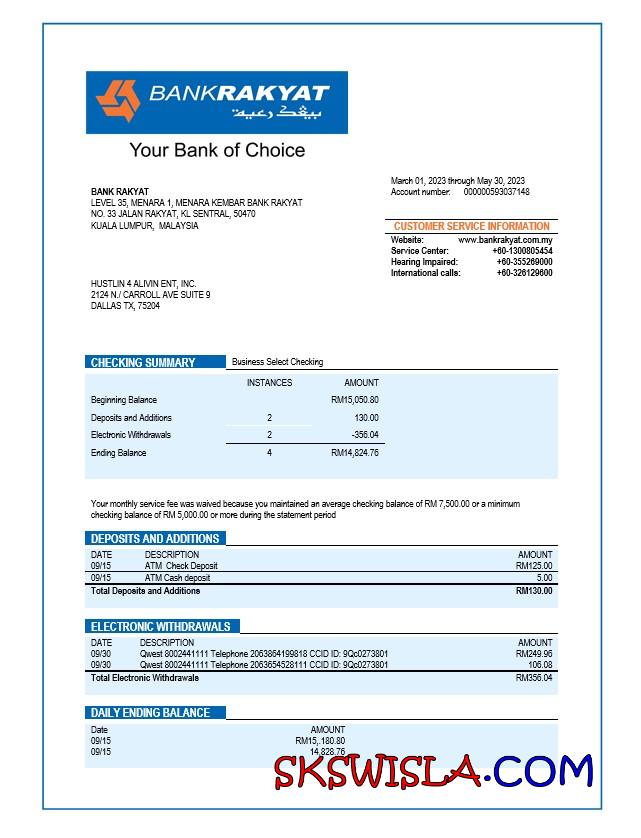 BANKRAKYAT
بيڠک رعية
Your Bank of Choice
March 01, 2023 through May 30, 2023
Account number: 000000593037148
BANK RAKYAT
LEVEL 35, MENARA 1, MENARA KEMBAR BANK RAKYAT
NO. 33 JALAN RAKYAT, KL SENTRAL, 50470
KUALA LUMPUR, MALAYSIA
CUSTOMER SERVICE INFORMATION
Website: www.bankrakyat.com.my
Service Center: +60-1300805454
Hearing Impaired: +60-355269000
International calls: +60-326129600
HUSTLIN 4 ALIVIN ENT, INC.
2124 N./ CARROLL AVE SUITE 9
DALLAS TX, 75204
CHECKING SUMMARY Business Select Checking
INSTANCES AMOUNT
Beginning Balance RM15,050.80
Deposits and Additions 2 130.00
Electronic Withdrawals 2 -356.04
Ending Balance 4 RM14,824.76
Your monthly service fee was waived because you maintained an average checking balance of RM 7,500.00 or a minimum
checking balance of RM 5,000.00 or more during the statement period
DEPOSITS AND ADDITIONS
DATE DESCRIPTION AMOUNT
09/15 ATM Check Deposit RM125.00
09/15 ATM Cash deposit 5.00
Total Deposits and Additions RM130.00
ELECTRONIC WITHDRAWALS
DATE DESCRIPTION AMOUNT
09/30 Qwest 8002441111 Telephone 2063864199818 CCID ID: 9Qc0273801 RM249.96
09/30 Qwest 8002441111 Telephone 2063654528111 CCID ID: 9Qc0273801 106.08
Total Electronic Withdrawals RM356.04
DAILY ENDING BALANCE
Date AMOUNT
09/15 RM15,.180.80
09/15 14,828.76
SKSWISLA.COM